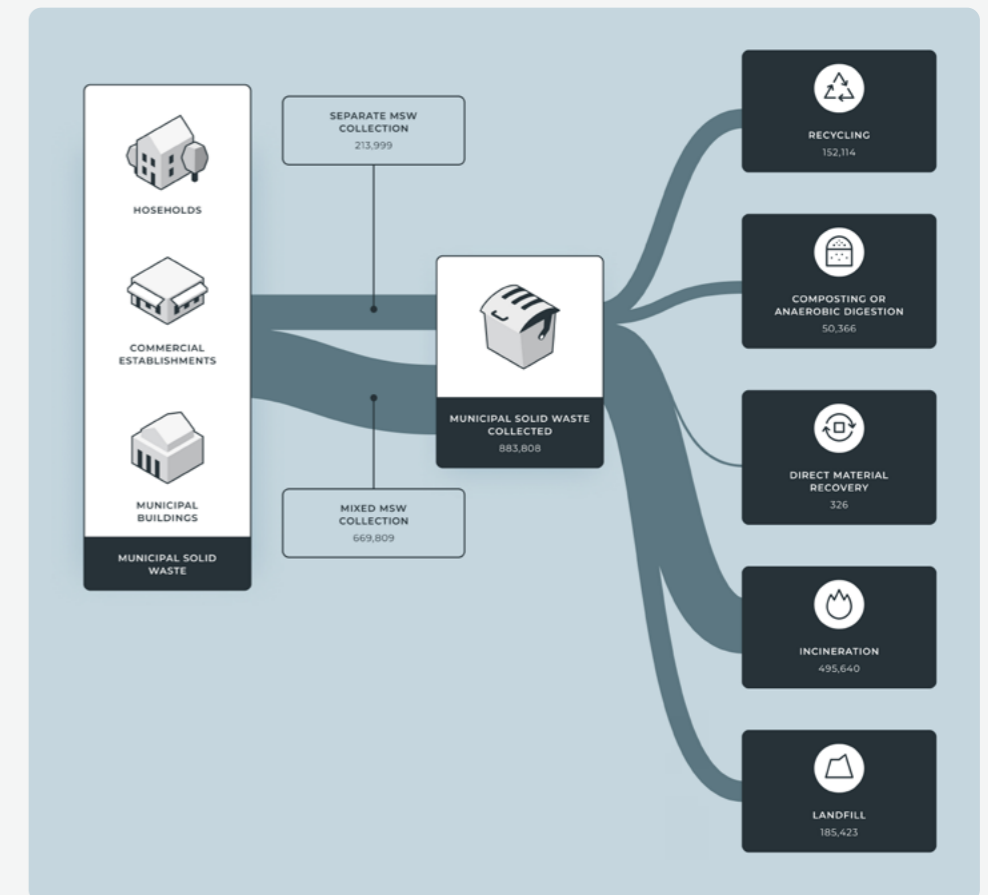 HOSEHOLDS
COMMERCIAL
ESTABLISHMENTS
MUNICIPAL
BUILDINGS
MUNICIPAL SOLID
WASTE
SEPARATE MSW
COLLECTION
213,999
MIXED MSW
COLLECTION
669,809
MUNICIPAL SOLID WASTE
COLLECTED
883,808
RECYCLING
152,114
COMPOSTING OR
ANAEROBIC DIGESTION
50,366
DIRECT MATERIAL
RECOVERY
326
INCINERATION
495,640
LANDFILL
185,423